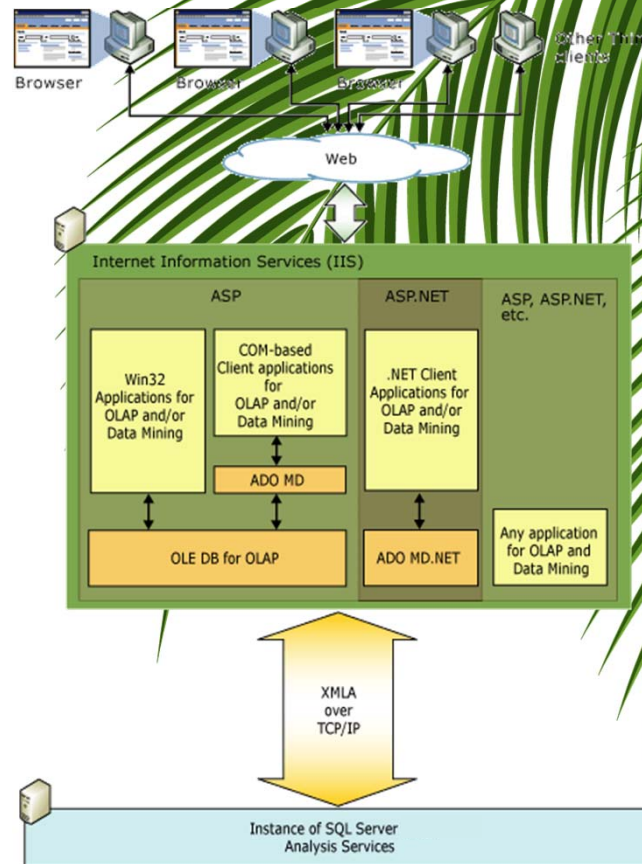 Browser
Browser
Browser
Other Thin
clients
Web
Internet Information Services (IIS)
ASP
ASP.NET
ASP, ASP.NET,
etc.
Win32
Applications for
OLAP and/or
Data Mining
COM-based
Client applications
for
OLAP and/or
Data Mining
.NET Client
Applications for
OLAP and/or
Data Mining
ADO MD
OLE DB for OLAP
ADO MD.NET
Any application
for OLAP and
Data Mining
XMLA
over
TCP/IP
Instance of SQL Server
Analysis Services